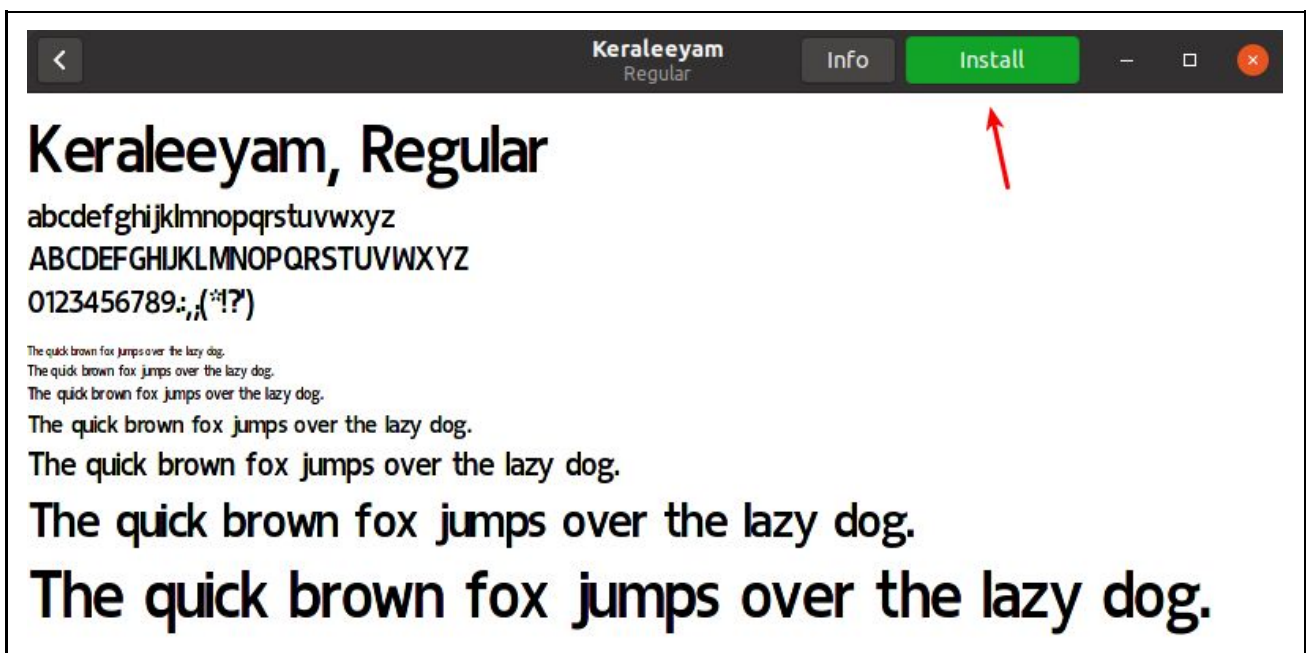 Keraleeyam
Regular
Info
Install
Keraleeyam, Regular
abcdefghijklmnopqrstuvwxyz
ABCDEFGHIJKLMNOPQRSTUVWXYZ
0123456789.:,;(*!?')
The quick brown fox jumps over the lazy dog.
The quick brown fox jumps over the lazy dog.
The quick brown fox jumps over the lazy dog.
The quick brown fox jumps over the lazy dog.
The quick brown fox jumps over the lazy dog.
The quick brown fox jumps over the lazy dog.
The quick brown fox jumps over the lazy dog.